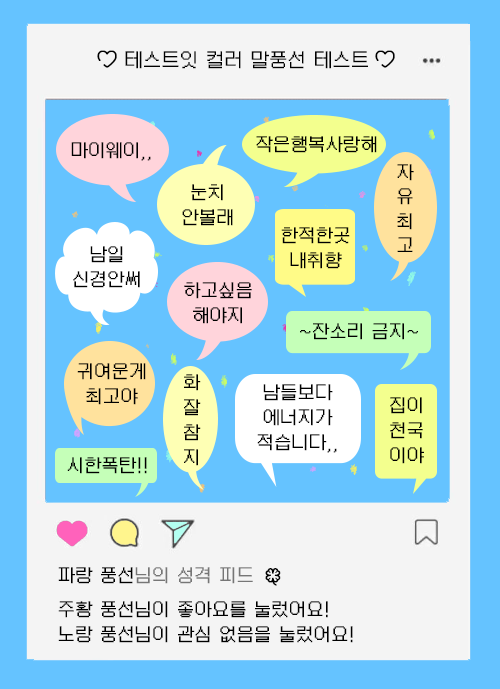 ♡ 테스트잇 컬러 말풍선 테스트 ♡
마이웨이,,
작은행복사랑해
눈치
안볼래
자
유
최
고
한적한곳
내취향
남일
신경안써
하고싶음
해야지
~잔소리 금지~
귀여운게
최고야
화
잘
참
지
남들보다
에너지가
적습니다,,
집이
천국
이야
시한폭탄!!
파랑 풍선님의 성격 피드
주황 풍선님이 좋아요를 눌렀어요!
노랑 풍선님이 관심 없음을 눌렀어요!